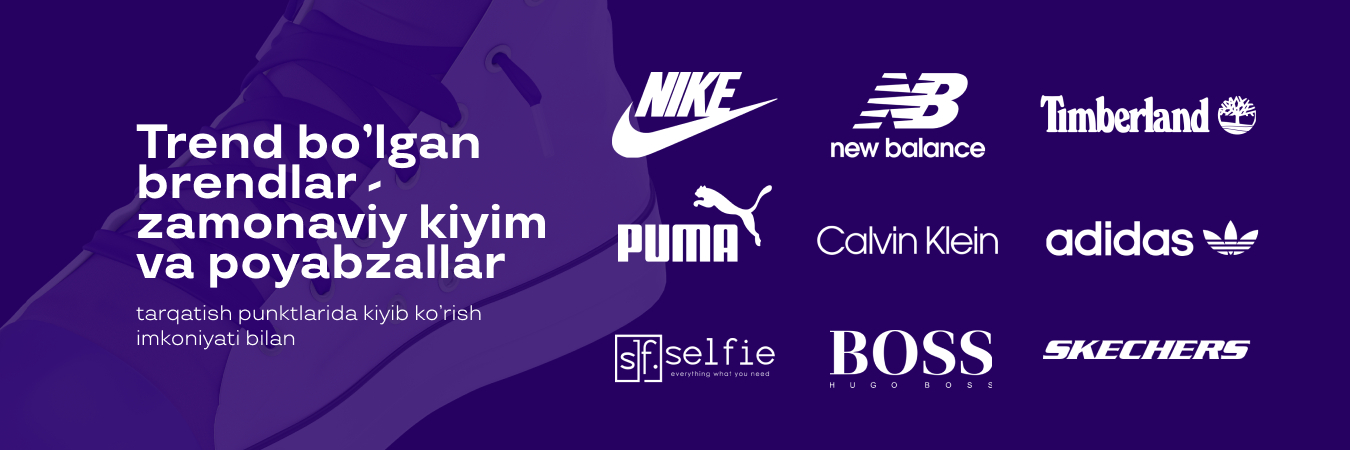 Trend bo’lgan
brendlar -
zamonaviy kiyim
va poyabzallar
tarqatish punktlarida kiyib ko’rish
imkoniyati bilan
NIKE
NB
new balance
Timberland
PUMA
Calvin Klein
adidas
sf.
selfie
everything what you need
BOSS
HUGO BOSS
SKECHERS